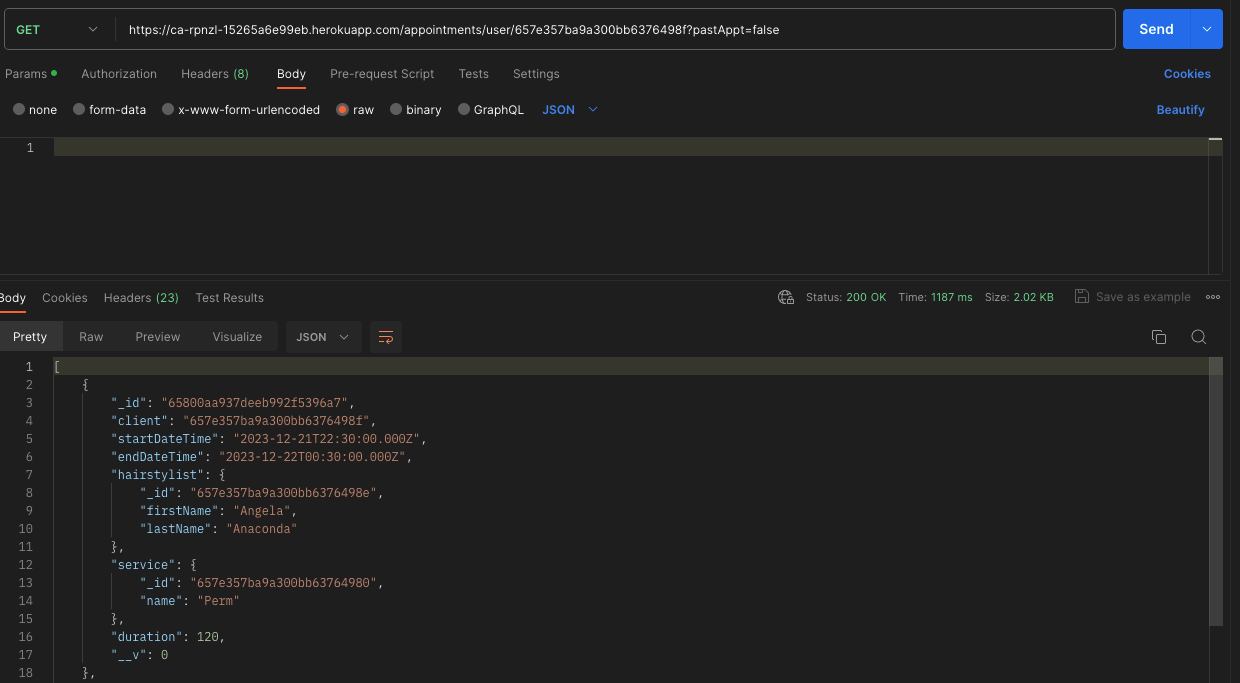 GET https://ca-rpnzl-15265a6e99eb.herokuapp.com/appointments/user/657e357ba9a300bb6376498f?pastAppt=false Send
Params Authorization Headers (8) Body Pre-request Script Tests Settings Cookies
none form-data x-www-form-urlencoded raw binary GraphQL JSON Beautify
1
Body Cookies Headers (23) Test Results Status: 200 OK Time: 1187 ms Size: 2.02 KB Save as example
Pretty Raw Preview Visualize JSON
1 [
2 {
3 "_id": "65800aa937deeb992f5396a7",
4 "client": "657e357ba9a300bb6376498f",
5 "startDateTime": "2023-12-21T22:30:00.000Z",
6 "endDateTime": "2023-12-22T00:30:00.000Z",
7 "hairstylist": {
8 "_id": "657e357ba9a300bb6376498e",
9 "firstName": "Angela",
10 "lastName": "Anaconda"
11 },
12 "service": {
13 "_id": "657e357ba9a300bb63764980",
14 "name": "Perm"
15 },
16 "duration": 120,
17 "__v": 0
18 },